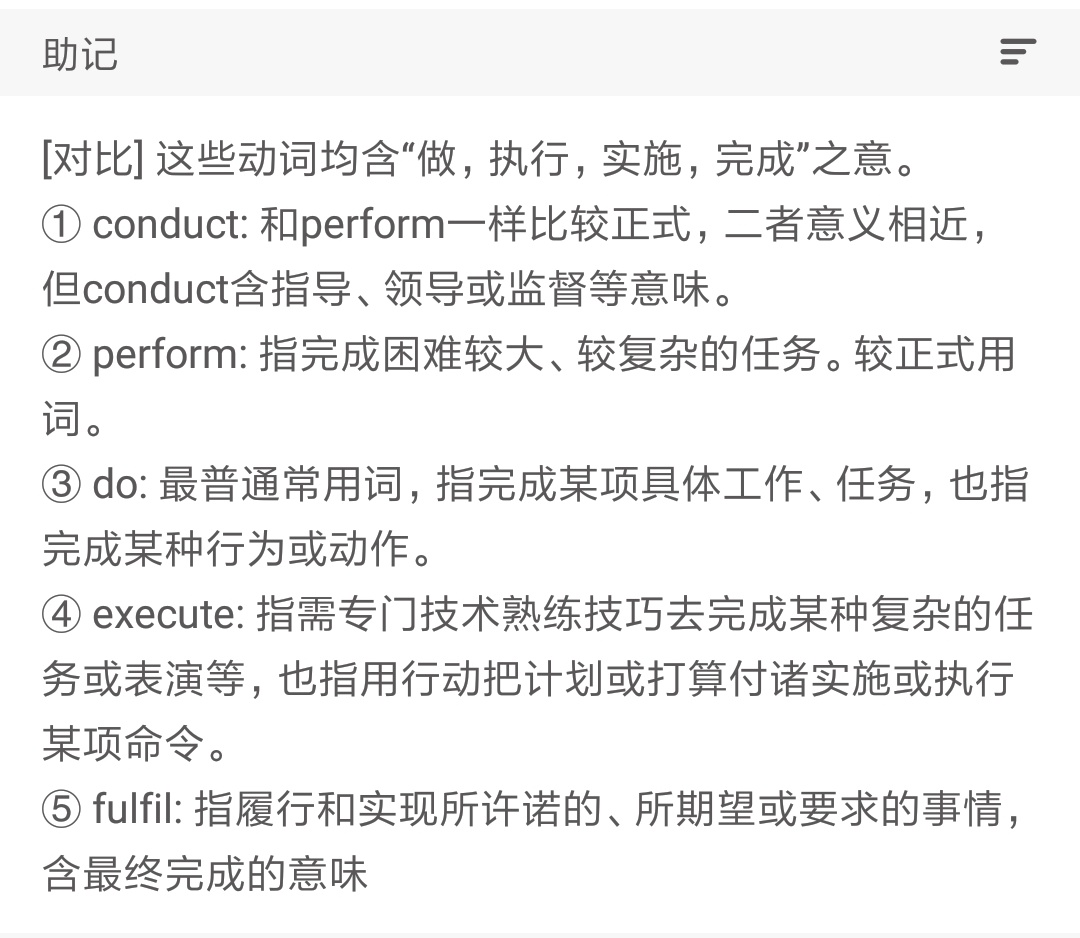 助记
[对比] 这些动词均含“做，执行，实施，完成”之意。
① conduct: 和perform一样比较正式，二者意义相近，
但conduct含指导、领导或监督等意味。
② perform: 指完成困难较大、较复杂的任务。较正式用
词。
③ do: 最普通常用词，指完成某项具体工作、任务，也指
完成某种行为或动作。
④ execute: 指需专门技术熟练技巧去完成某种复杂的任
务或表演等，也指用行动把计划或打算付诸实施或执行
某项命令。
⑤ fulfil: 指履行和实现所许诺的、所期望或要求的事情，
含最终完成的意味